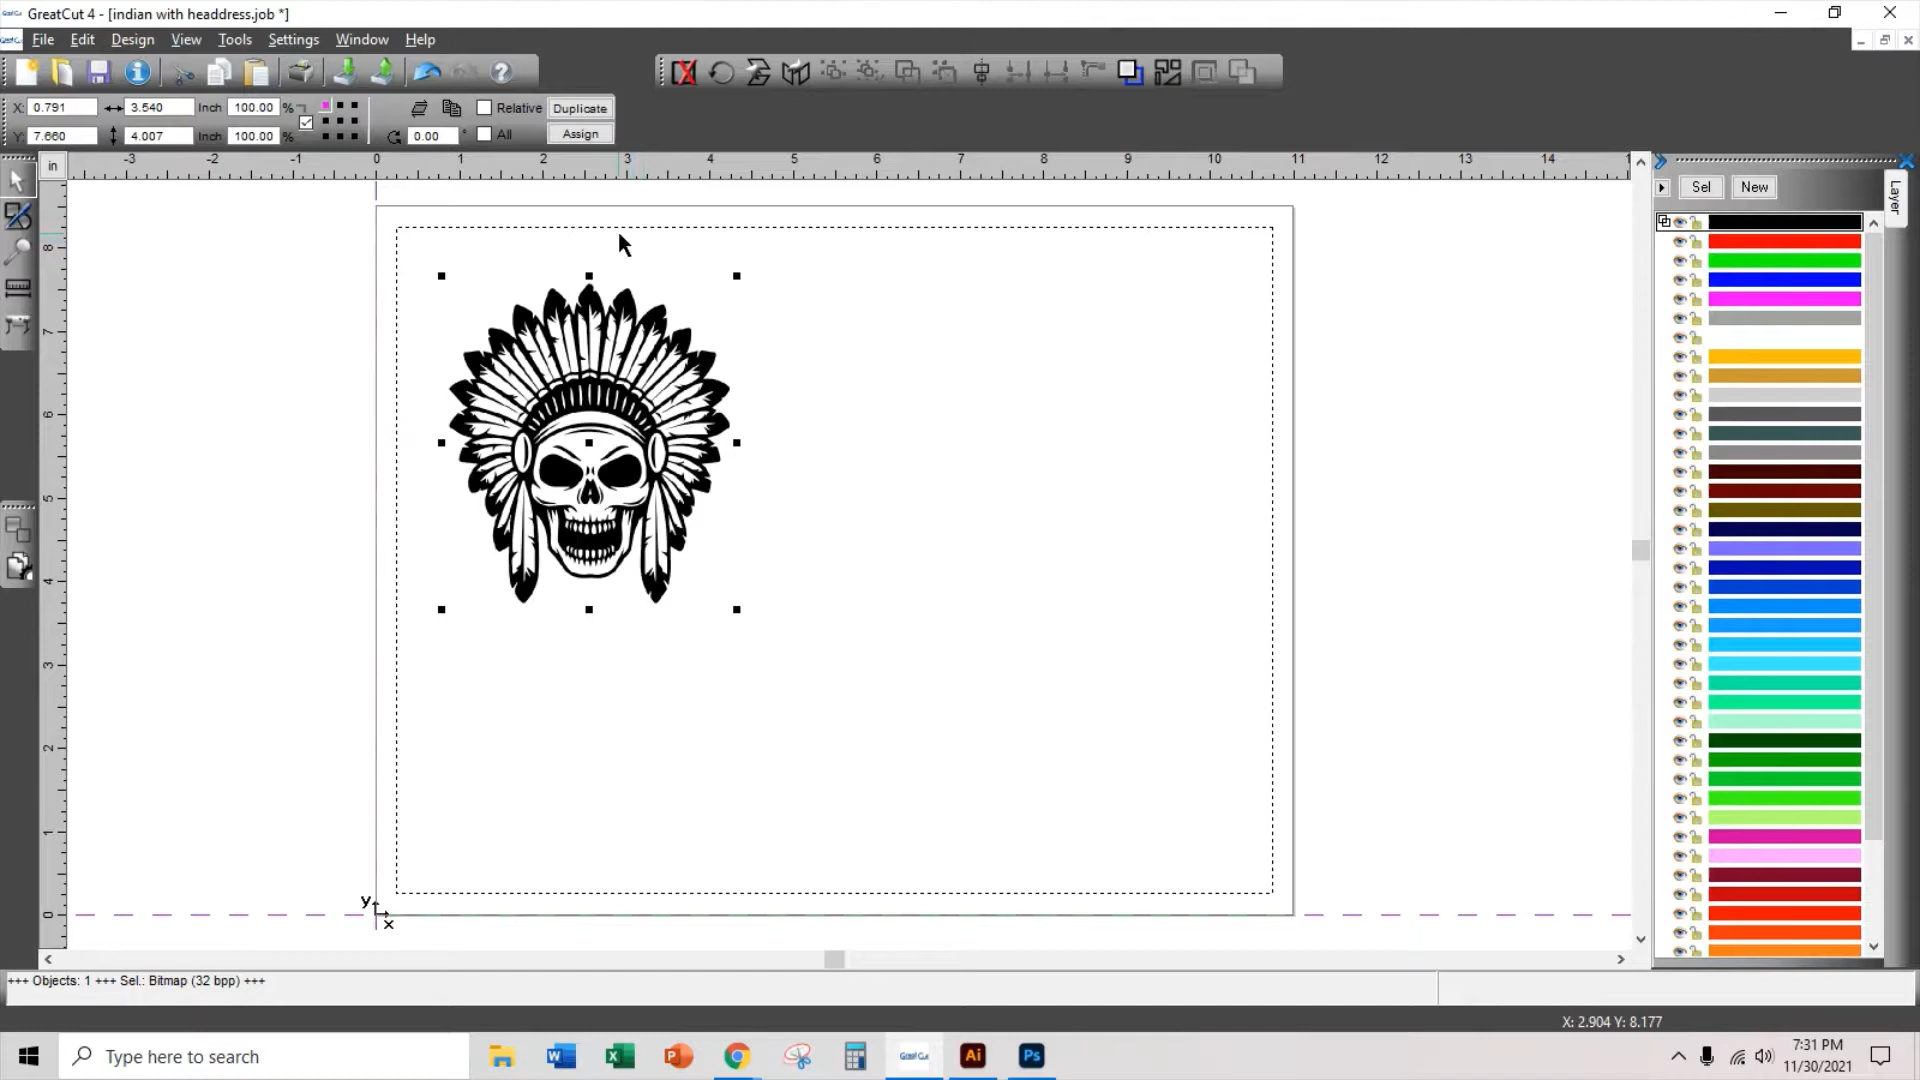 GreatCut 4 - [indian with headdress.job *]
File Edit Design View Tools Settings Window Help
X: 0.791 3.540 Inch 100.00 % Relative Duplicate
Y: 7.660 4.007 Inch 100.00 % 0.00 ° All Assign
in -3 -2 -1 0 1 2 3 4 5 6 7 8 9 10 11 12 13 14 1
Sel New
Layer
8
7
6
5
4
3
2
1
0
Y
X
+++ Objects: 1 +++ Sel.: Bitmap (32 bpp) +++
X: 2.904 Y: 8.177
Type here to search
GreatCut
Ai
Ps
7:31 PM
11/30/2021